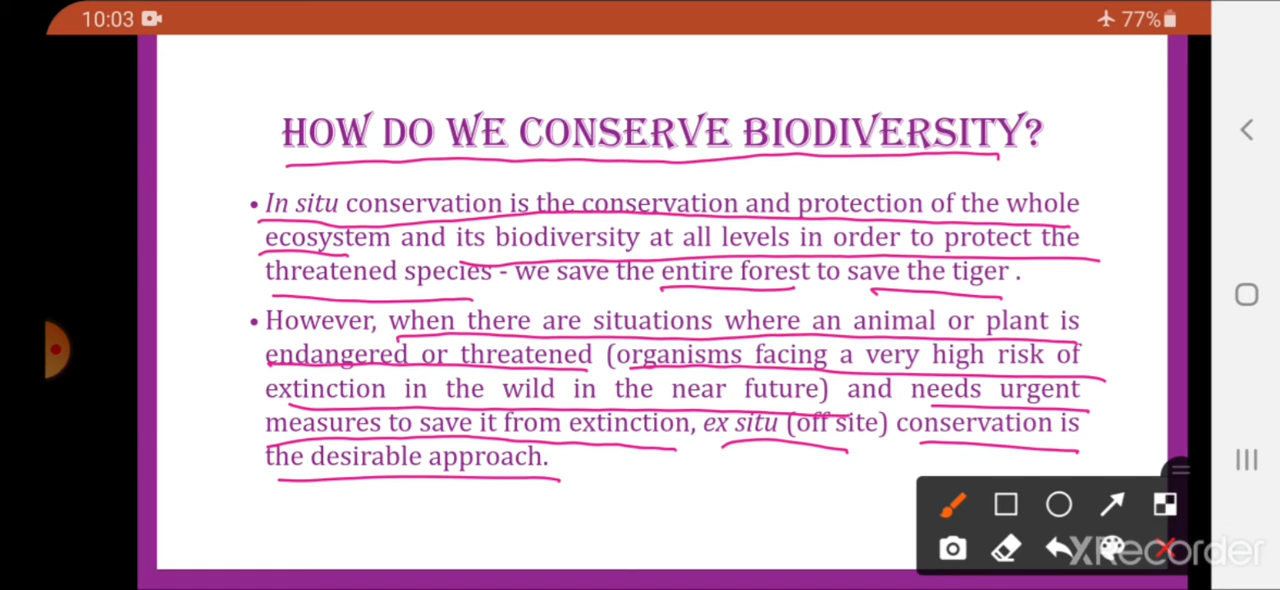 10:03
77%
HOW DO WE CONSERVE BIODIVERSITY?
• In situ conservation is the conservation and protection of the whole
ecosystem and its biodiversity at all levels in order to protect the
threatened species - we save the entire forest to save the tiger .
• However, when there are situations where an animal or plant is
endangered or threatened (organisms facing a very high risk of
extinction in the wild in the near future) and needs urgent
measures to save it from extinction, ex situ (off site) conservation is
the desirable approach.
XRecorder